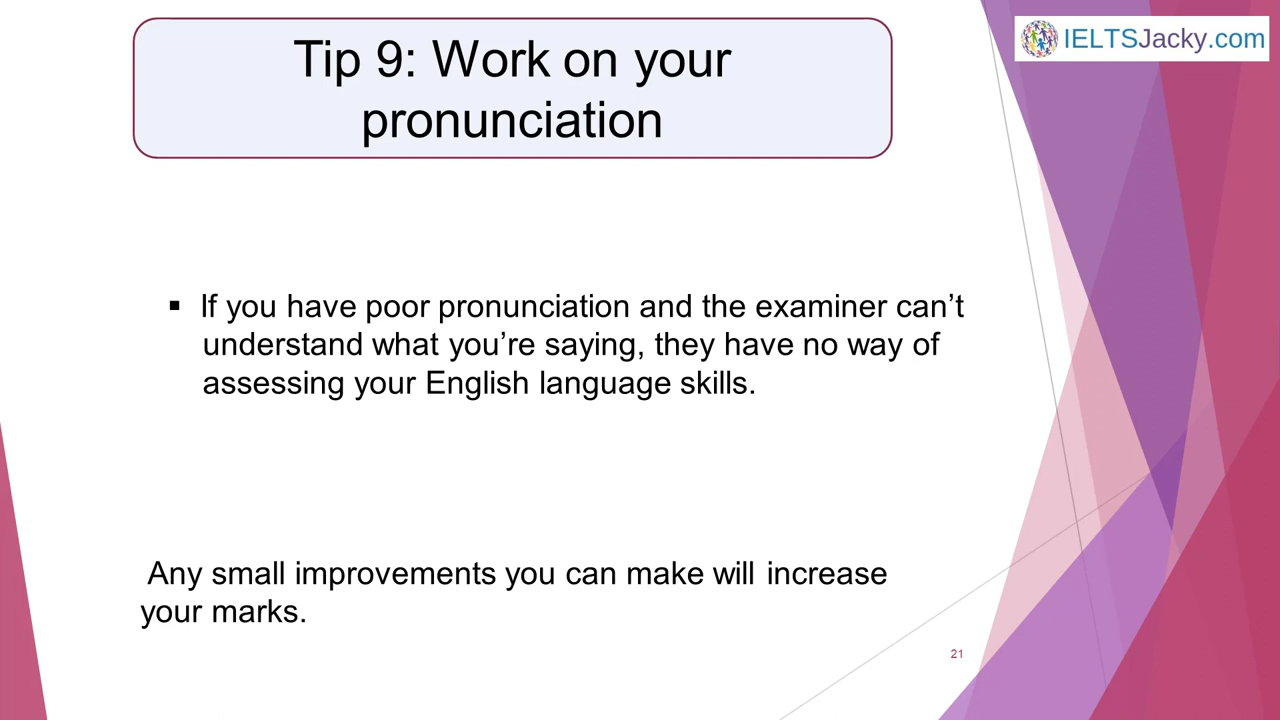 Tip 9: Work on your
pronunciation
IELTSJacky.com
▪ If you have poor pronunciation and the examiner can’t
understand what you’re saying, they have no way of
assessing your English language skills.
Any small improvements you can make will increase
your marks.
21